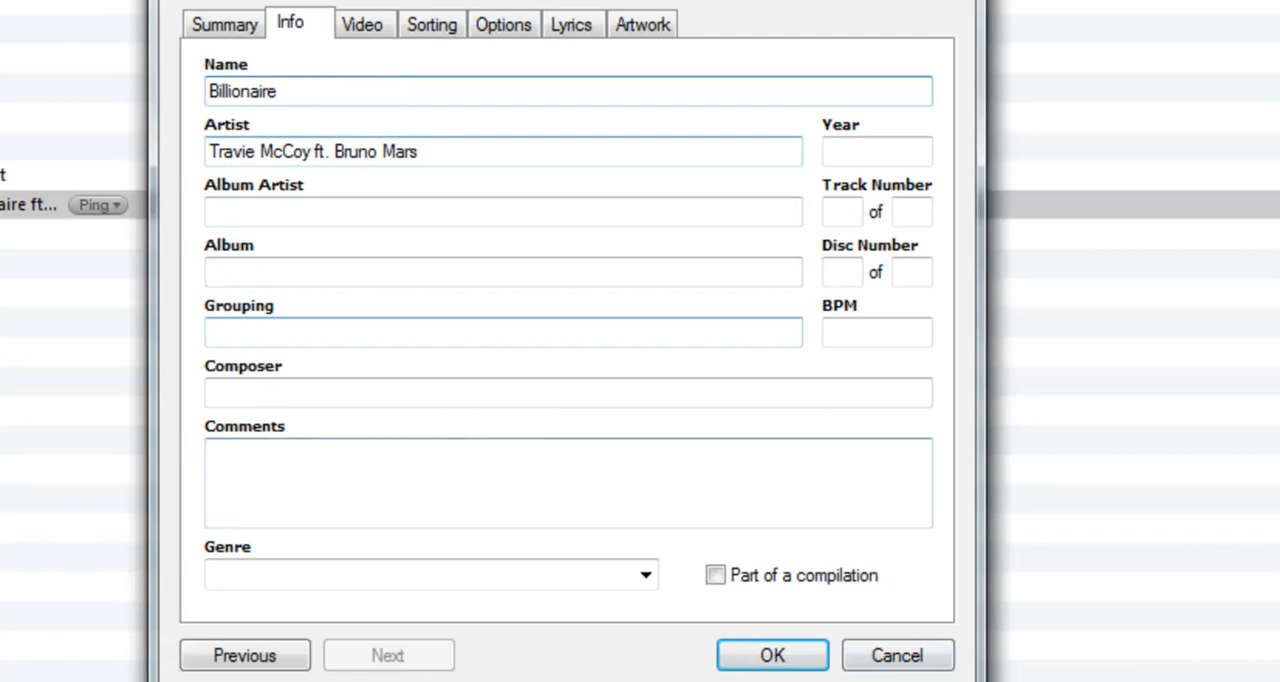 Summary Info Video Sorting Options Lyrics Artwork
Name
Billionaire
Artist Year
Travie McCoy ft. Bruno Mars
t
Album Artist Track Number
aire ft... Ping
of
Album Disc Number
of
Grouping BPM
Composer
Comments
Genre
Part of a compilation
Previous Next OK Cancel